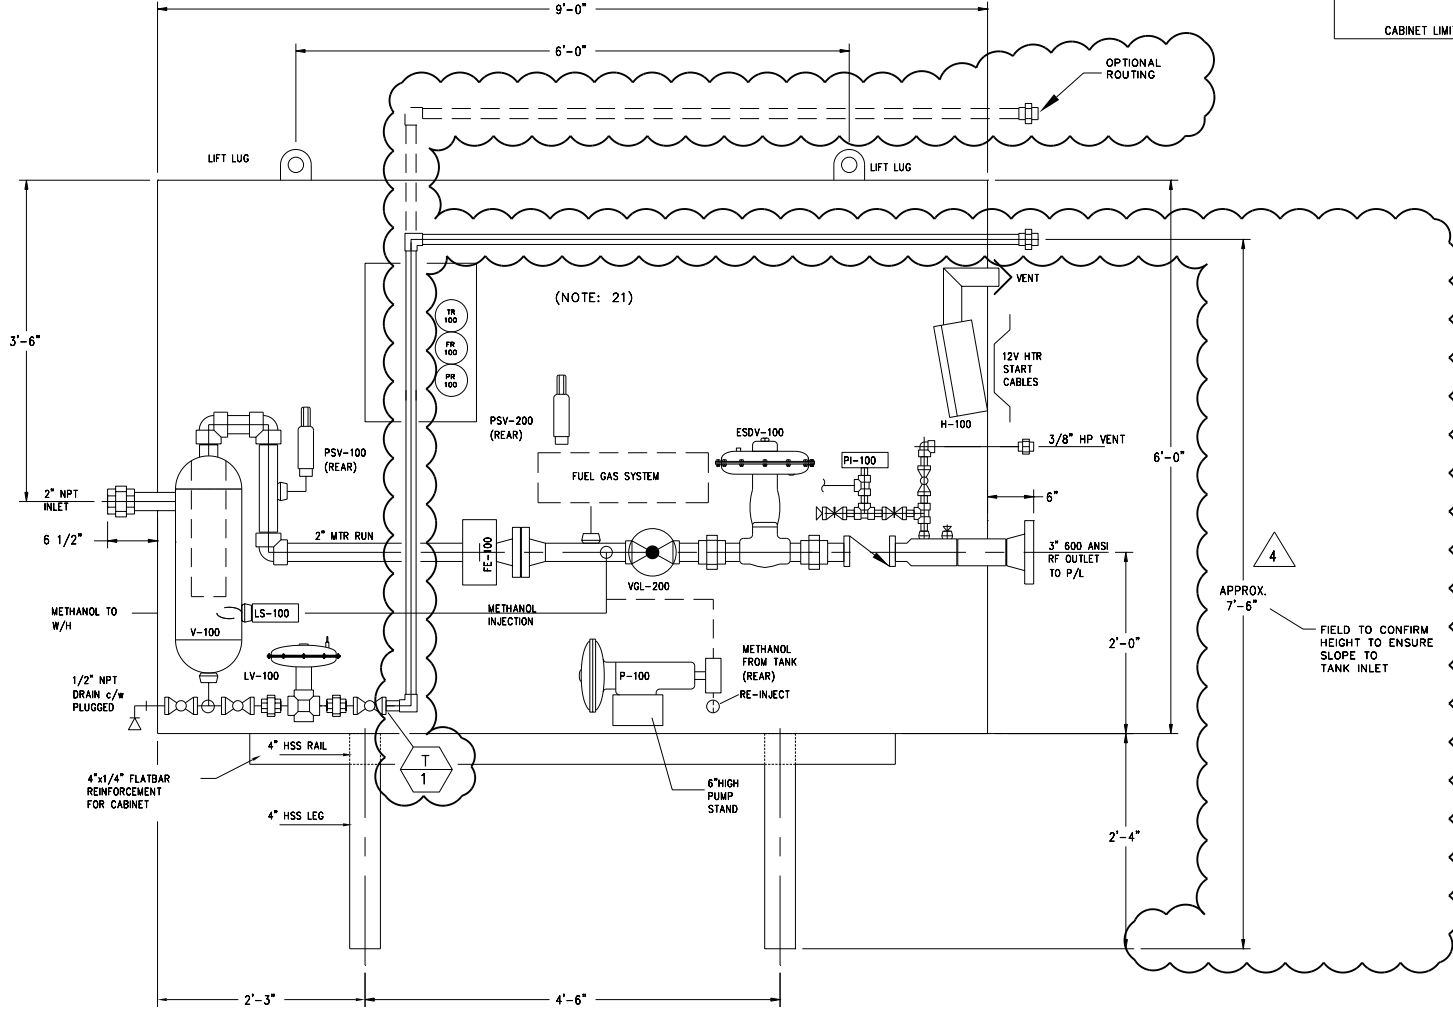 9'-0"
CABINET LIMI
6'-0"
OPTIONAL
ROUTING
LIFT LUG
LIFT LUG
(NOTE: 21)
VENT
TR
100
FR
100
PR
100
3'-6"
12V HTR
START
CABLES
H-100
PSV-200
(REAR)
ESDV-100
3/8" HP VENT
PSV-100
(REAR)
PI-100
6'-0"
FUEL GAS SYSTEM
2" NPT
INLET
6"
6 1/2"
2" MTR RUN
FE-100
3" 600 ANSI
RF OUTLET
TO P/L
4
VGL-200
APPROX.
7'-6"
METHANOL TO
W/H
LS-100
METHANOL
INJECTION
V-100
2'-0"
FIELD TO CONFIRM
HEIGHT TO ENSURE
SLOPE TO
TANK INLET
METHANOL
FROM TANK
(REAR)
RE-INJECT
P-100
LV-100
1/2" NPT
DRAIN c/w
PLUGGED
4" HSS RAIL
T
1
4"x1/4" FLATBAR
REINFORCEMENT
FOR CABINET
6"HIGH
PUMP
STAND
4" HSS LEG
2'-4"
2'-3"
4'-6"